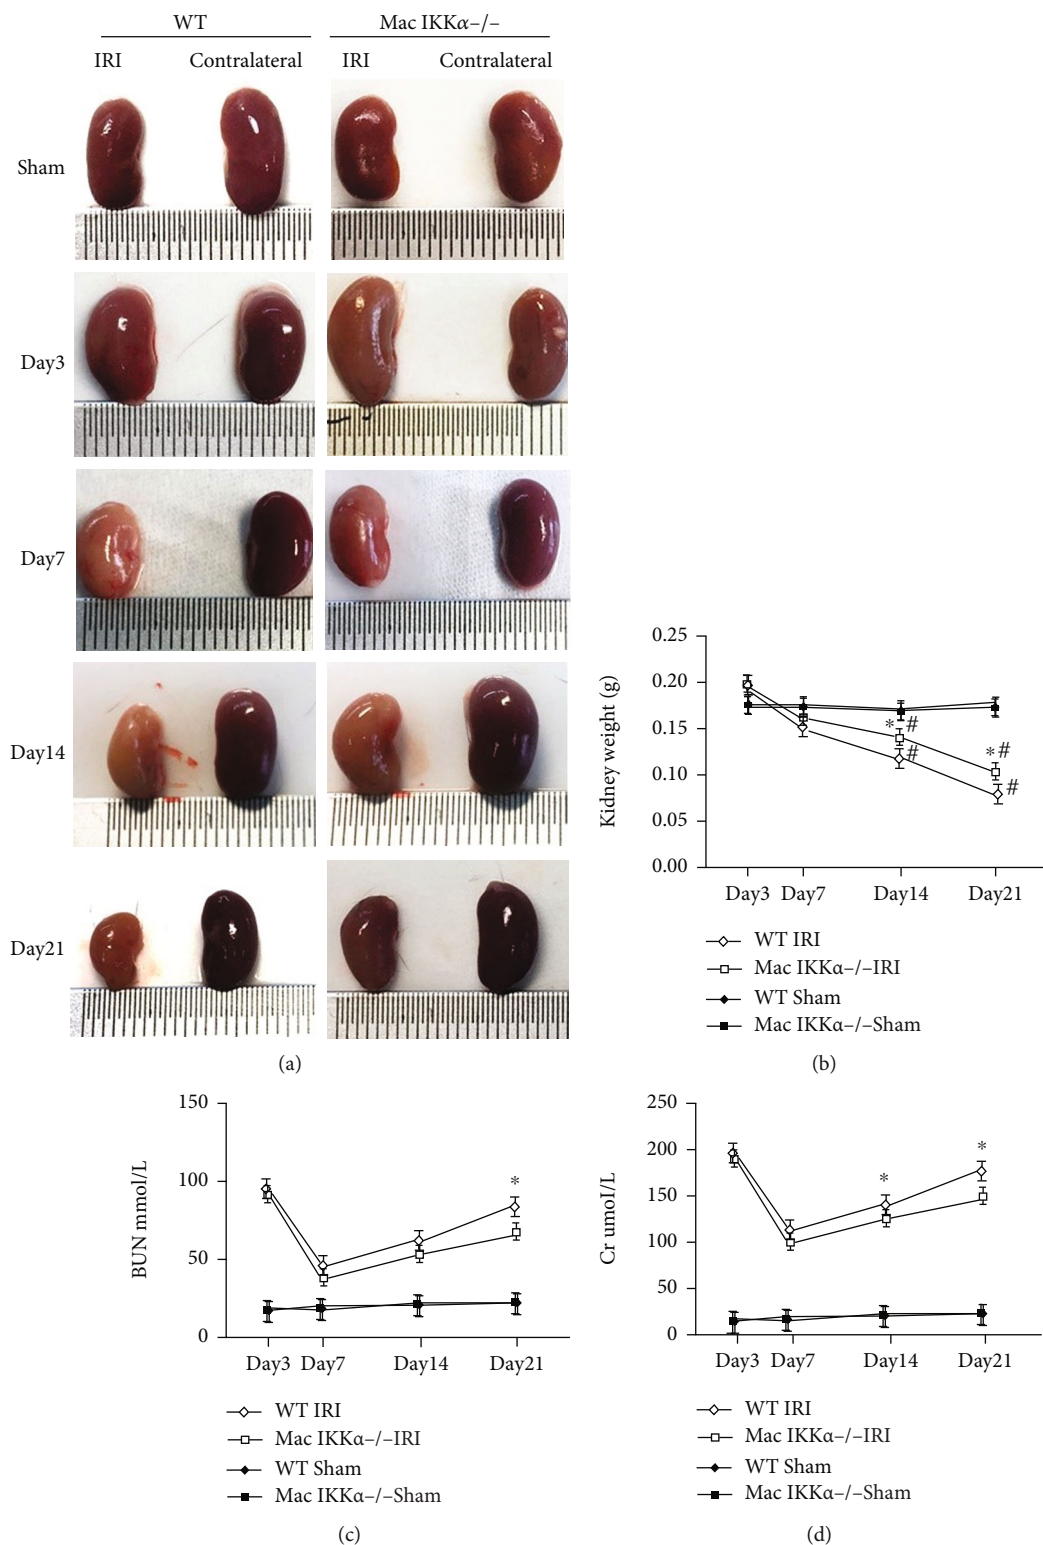 WT
Mac IKKα–/–
IRI
Contralateral
IRI
Contralateral
Sham
Day3
Day7
Day14
Day21
(a)
Kidney weight (g)
0.25
0.20
0.15
0.10
0.05
0.00
*
#
#
*
#
#
Day3
Day7
Day14
Day21
WT IRI
Mac IKKα–/–IRI
WT Sham
Mac IKKα–/–Sham
(b)
BUN mmol/L
150
100
50
0
*
Day3
Day7
Day14
Day21
WT IRI
Mac IKKα–/–IRI
WT Sham
Mac IKKα–/–Sham
(c)
Cr umol/L
250
200
150
100
50
0
*
*
Day3
Day7
Day14
Day21
WT IRI
Mac IKKα–/–IRI
WT Sham
Mac IKKα–/–Sham
(d)